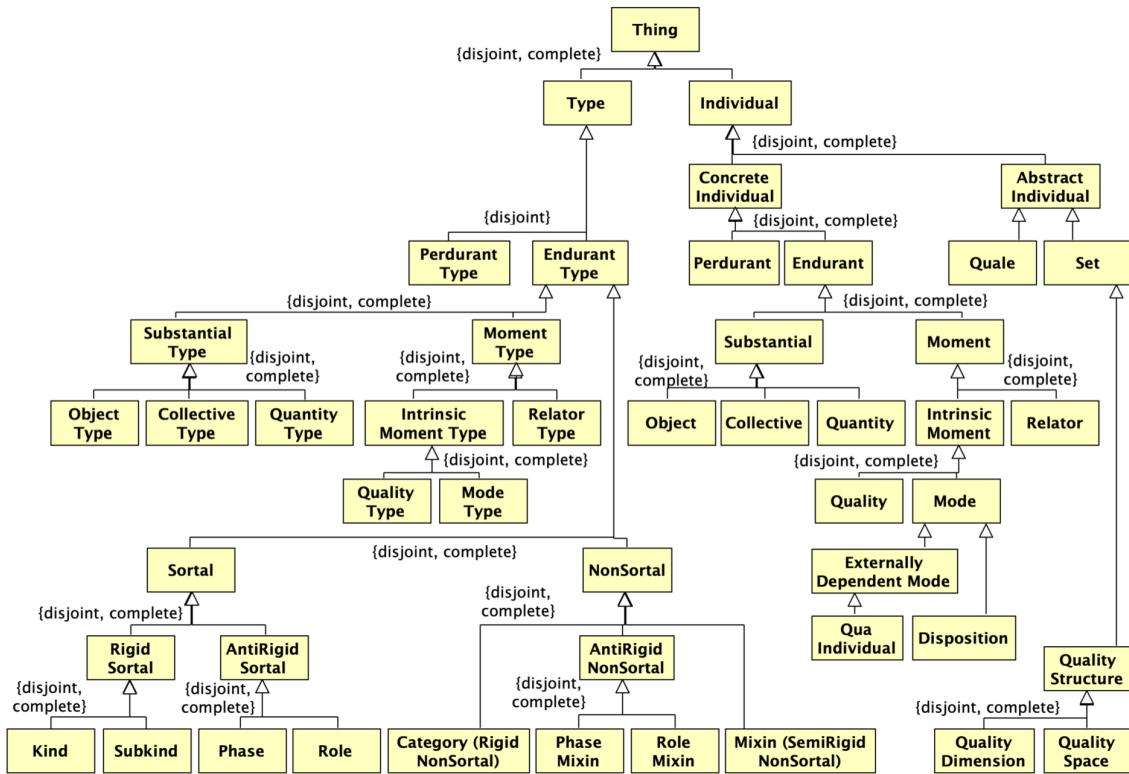 Thing
{disjoint, complete}
Type
Individual
{disjoint, complete}
Concrete
Individual
Abstract
Individual
{disjoint}
{disjoint, complete}
Perdurant
Type
Endurant
Type
Perdurant
Endurant
Quale
Set
{disjoint, complete}
{disjoint, complete}
Substantial
Type
Moment
Type
Substantial
Moment
{disjoint,
complete}
{disjoint,
complete}
{disjoint,
complete}
{disjoint,
complete}
Object
Type
Collective
Type
Quantity
Type
Intrinsic
Moment Type
Relator
Type
Object
Collective
Quantity
Intrinsic
Moment
Relator
{disjoint, complete}
{disjoint, complete}
Quality
Type
Mode
Type
Quality
Mode
{disjoint, complete}
Sortal
NonSortal
Externally
Dependent Mode
{disjoint, complete}
{disjoint,
complete}
Rigid
Sortal
AntiRigid
Sortal
AntiRigid
NonSortal
Qua
Individual
Disposition
Quality
Structure
{disjoint,
complete}
{disjoint,
complete}
{disjoint,
complete}
{disjoint, complete}
Kind
Subkind
Phase
Role
Category (Rigid
NonSortal)
Phase
Mixin
Role
Mixin
Mixin (SemiRigid
NonSortal)
Quality
Dimension
Quality
Space